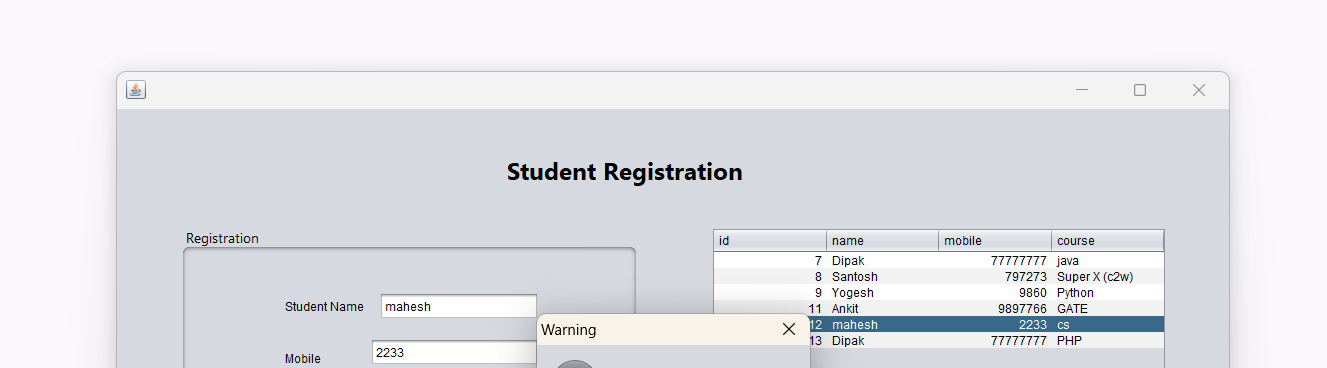 Student Registration
Registration
Student Name mahesh
Mobile 2233
Warning
id name mobile course
7 Dipak 77777777 java
8 Santosh 797273 Super X (c2w)
9 Yogesh 9860 Python
11 Ankit 9897766 GATE
12 mahesh 2233 cs
13 Dipak 77777777 PHP